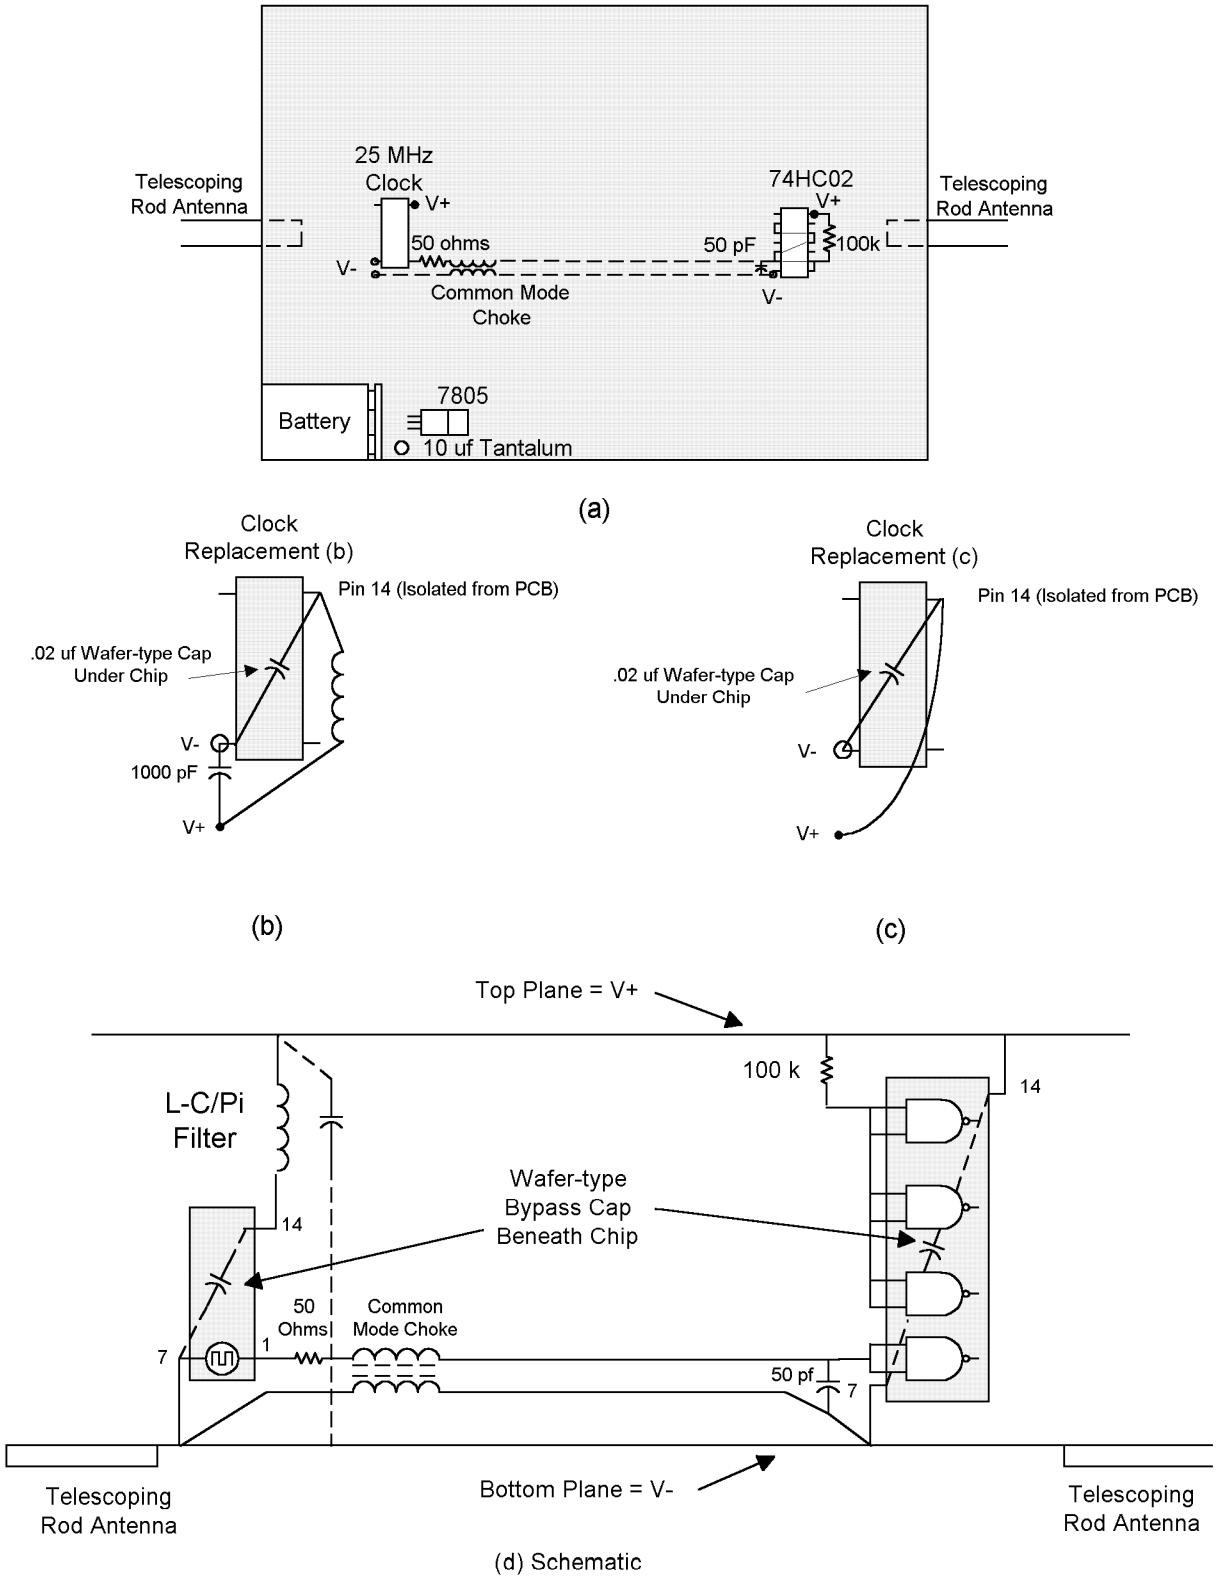 25 MHz
Clock
V+
Telescoping
Rod Antenna
74HC02
V+
Telescoping
Rod Antenna
50 ohms
50 pF
100k
V-
Common Mode
Choke
V-
7805
Battery
10 uf Tantalum
(a)
Clock
Replacement (b)
Pin 14 (Isolated from PCB)
.02 uf Wafer-type Cap
Under Chip
V-
1000 pF
V+
(b)
Clock
Replacement (c)
Pin 14 (Isolated from PCB)
.02 uf Wafer-type Cap
Under Chip
V-
V+
(c)
Top Plane = V+
100 k
14
L-C/Pi
Filter
Wafer-type
Bypass Cap
Beneath Chip
14
50
Ohms
Common
Mode Choke
7
1
50 pf
7
Bottom Plane = V-
Telescoping
Rod Antenna
Telescoping
Rod Antenna
(d) Schematic